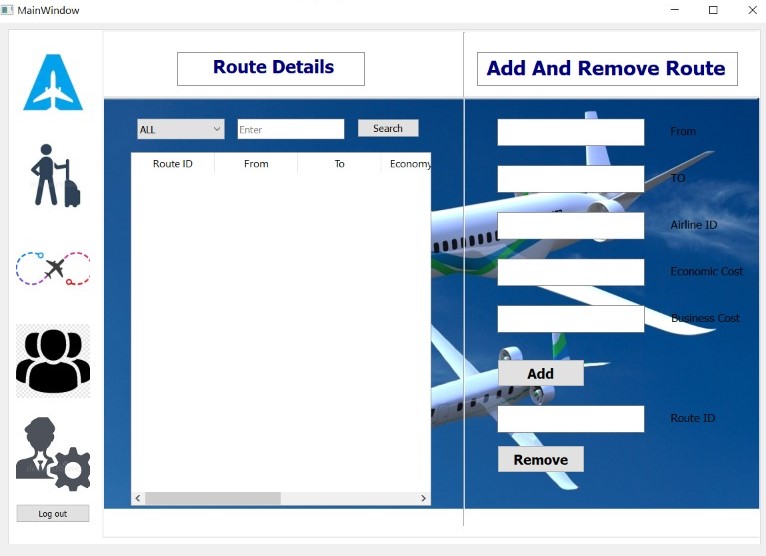 MainWindow
Route Details
Add And Remove Route
ALL
Enter
Search
Route ID From To Economy
From
TO
Airline ID
Economic Cost
Business Cost
Add
Route ID
Remove
Log out